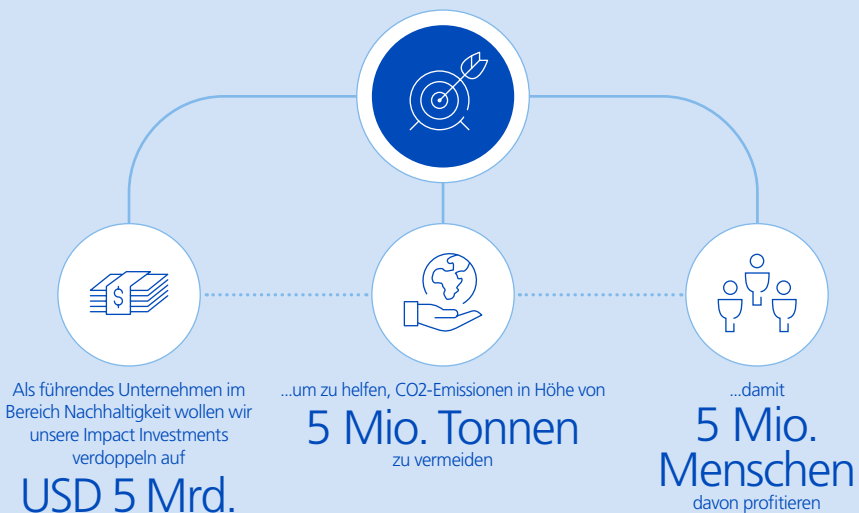 $
Als führendes Unternehmen im
Bereich Nachhaltigkeit wollen wir
unsere Impact Investments
verdoppeln auf
USD 5 Mrd.
...um zu helfen, CO2-Emissionen in Höhe von
5 Mio. Tonnen
zu vermeiden
...damit
5 Mio.
Menschen
davon profitieren